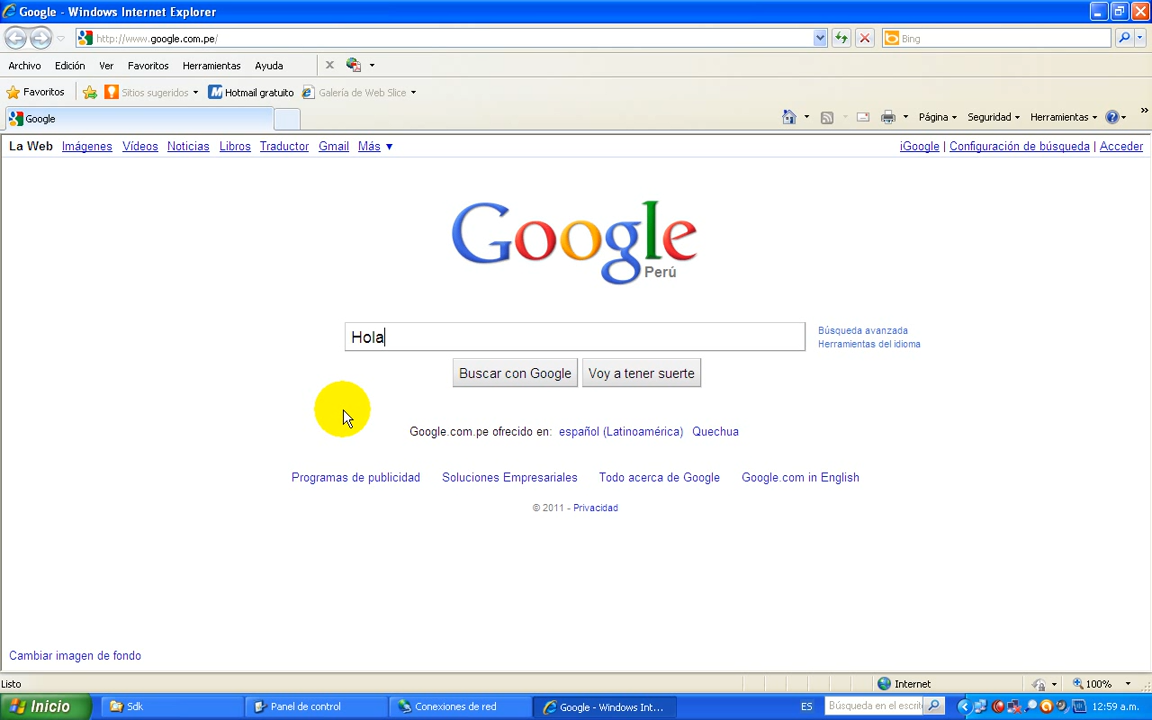 Google - Windows Internet Explorer
http://www.google.com.pe/
Bing
Archivo Edición Ver Favoritos Herramientas Ayuda
Favoritos Sitios sugeridos Hotmail gratuito Galería de Web Slice
Google
Página Seguridad Herramientas
La Web Imágenes Vídeos Noticias Libros Traductor Gmail Más ▼ iGoogle | Configuración de búsqueda | Acceder
Google
Perú
Hola
Búsqueda avanzada
Herramientas del idioma
Buscar con Google Voy a tener suerte
Google.com.pe ofrecido en: español (Latinoamérica) Quechua
Programas de publicidad Soluciones Empresariales Todo acerca de Google Google.com in English
© 2011 - Privacidad
Cambiar imagen de fondo
Listo Internet 100%
Inicio Sdk Panel de control Conexiones de red Google - Windows Int... ES Búsqueda en el escrit 12:59 a.m.